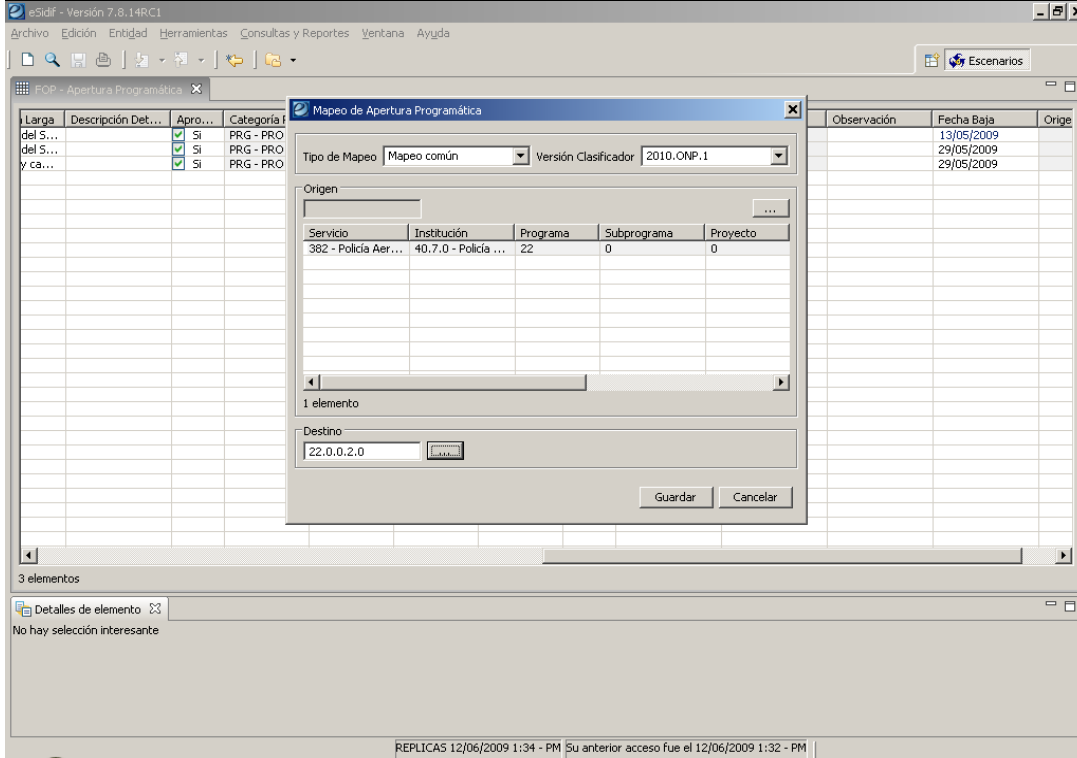 eSidif - Versión 7.8.14RC1
Archivo Edición Entidad Herramientas Consultas y Reportes Ventana Ayuda
Escenarios
FOP - Apertura Programática
Larga Descripción Det... Apro... Categoría Observación Fecha Baja Orige
del S... Si PRG - PRO 13/05/2009
del S... Si PRG - PRO 29/05/2009
y ca... Si PRG - PRO 29/05/2009
Mapeo de Apertura Programática
Tipo de Mapeo Mapeo común Versión Clasificador 2010.ONP.1
Origen
...
Servicio Institución Programa Subprograma Proyecto
382 - Policía Aer... 40.7.0 - Policía ... 22 0 0
1 elemento
Destino
22.0.0.2.0 ...
Guardar Cancelar
3 elementos
Detalles de elemento
No hay selección interesante
REPLICAS 12/06/2009 1:34 - PM Su anterior acceso fue el 12/06/2009 1:32 - PM